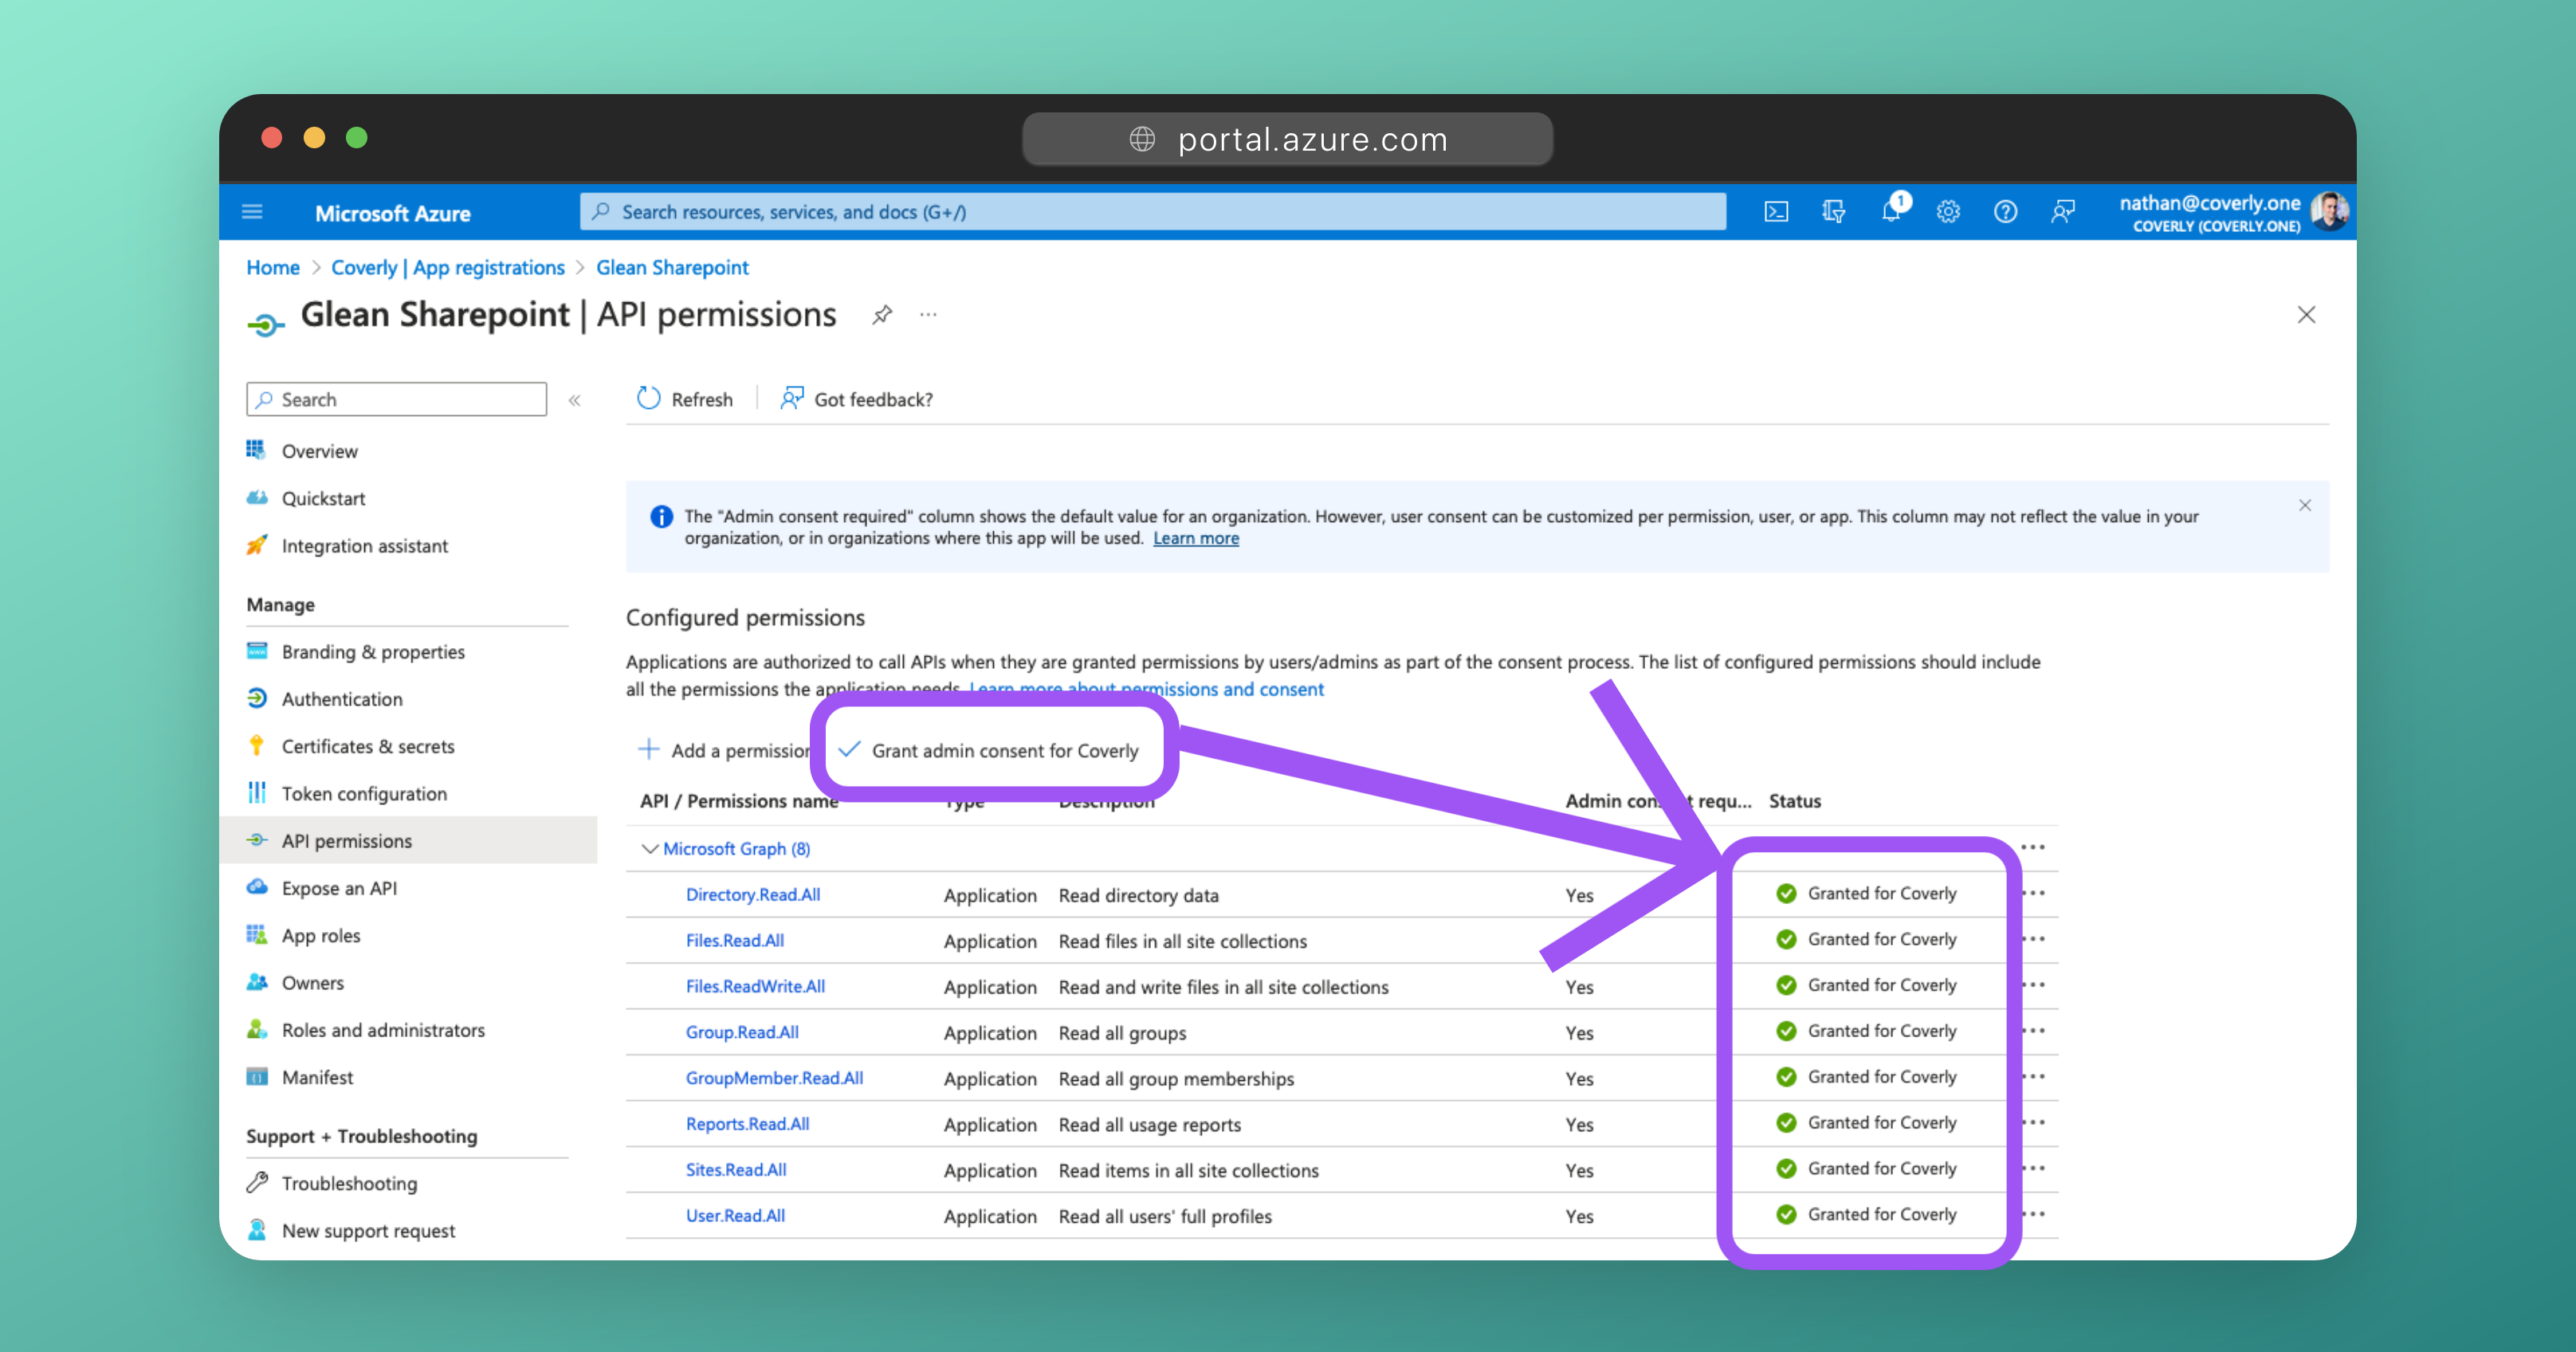 portal.azure.com
Microsoft Azure
Search resources, services, and docs (G+/)
1
nathan@coverly.one
COVERLY (COVERLY.ONE)
Home > Coverly | App registrations > Glean Sharepoint
Glean Sharepoint | API permissions
Search
Refresh
Got feedback?
Overview
Quickstart
Integration assistant
Manage
Branding & properties
Authentication
Certificates & secrets
Token configuration
API permissions
Expose an API
App roles
Owners
Roles and administrators
Manifest
Support + Troubleshooting
Troubleshooting
New support request
The "Admin consent required" column shows the default value for an organization. However, user consent can be customized per permission, user, or app. This column may not reflect the value in your
organization, or in organizations where this app will be used. Learn more
Configured permissions
Applications are authorized to call APIs when they are granted permissions by users/admins as part of the consent process. The list of configured permissions should include
all the permissions the application needs. Learn more about permissions and consent
Add a permission
Grant admin consent for Coverly
API / Permissions name Type Description Admin consent requ... Status
Microsoft Graph (8)
Directory.Read.All Application Read directory data Yes Granted for Coverly
Files.Read.All Application Read files in all site collections Granted for Coverly
Files.ReadWrite.All Application Read and write files in all site collections Yes Granted for Coverly
Group.Read.All Application Read all groups Yes Granted for Coverly
GroupMember.Read.All Application Read all group memberships Yes Granted for Coverly
Reports.Read.All Application Read all usage reports Yes Granted for Coverly
Sites.Read.All Application Read items in all site collections Yes Granted for Coverly
User.Read.All Application Read all users' full profiles Yes Granted for Coverly